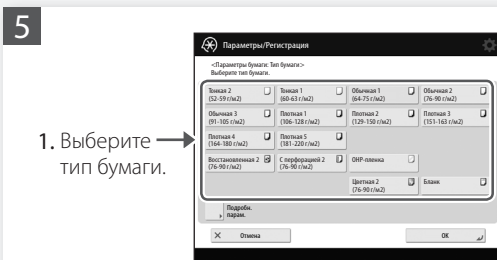 5
Параметры/Регистрация
<Параметры бумаги: Тип бумаги>
Выберите тип бумаги.
Тонкая 2
(52-59 г/м2)
Тонкая 1
(60-63 г/м2)
Обычная 1
(64-75 г/м2)
Обычная 2
(76-90 г/м2)
Обычная 3
(91-105 г/м2)
Плотная 1
(106-128 г/м2)
Плотная 2
(129-150 г/м2)
Плотная 3
(151-163 г/м2)
Плотная 4
(164-180 г/м2)
Плотная 5
(181-220 г/м2)
Восстановленная 2
(76-90 г/м2)
С перфорацией 2
(76-90 г/м2)
OHP-пленка
Цветная 2
(76-90 г/м2)
Бланк
Подробн.
парам.
Отмена
OK
1. Выберите
тип бумаги.